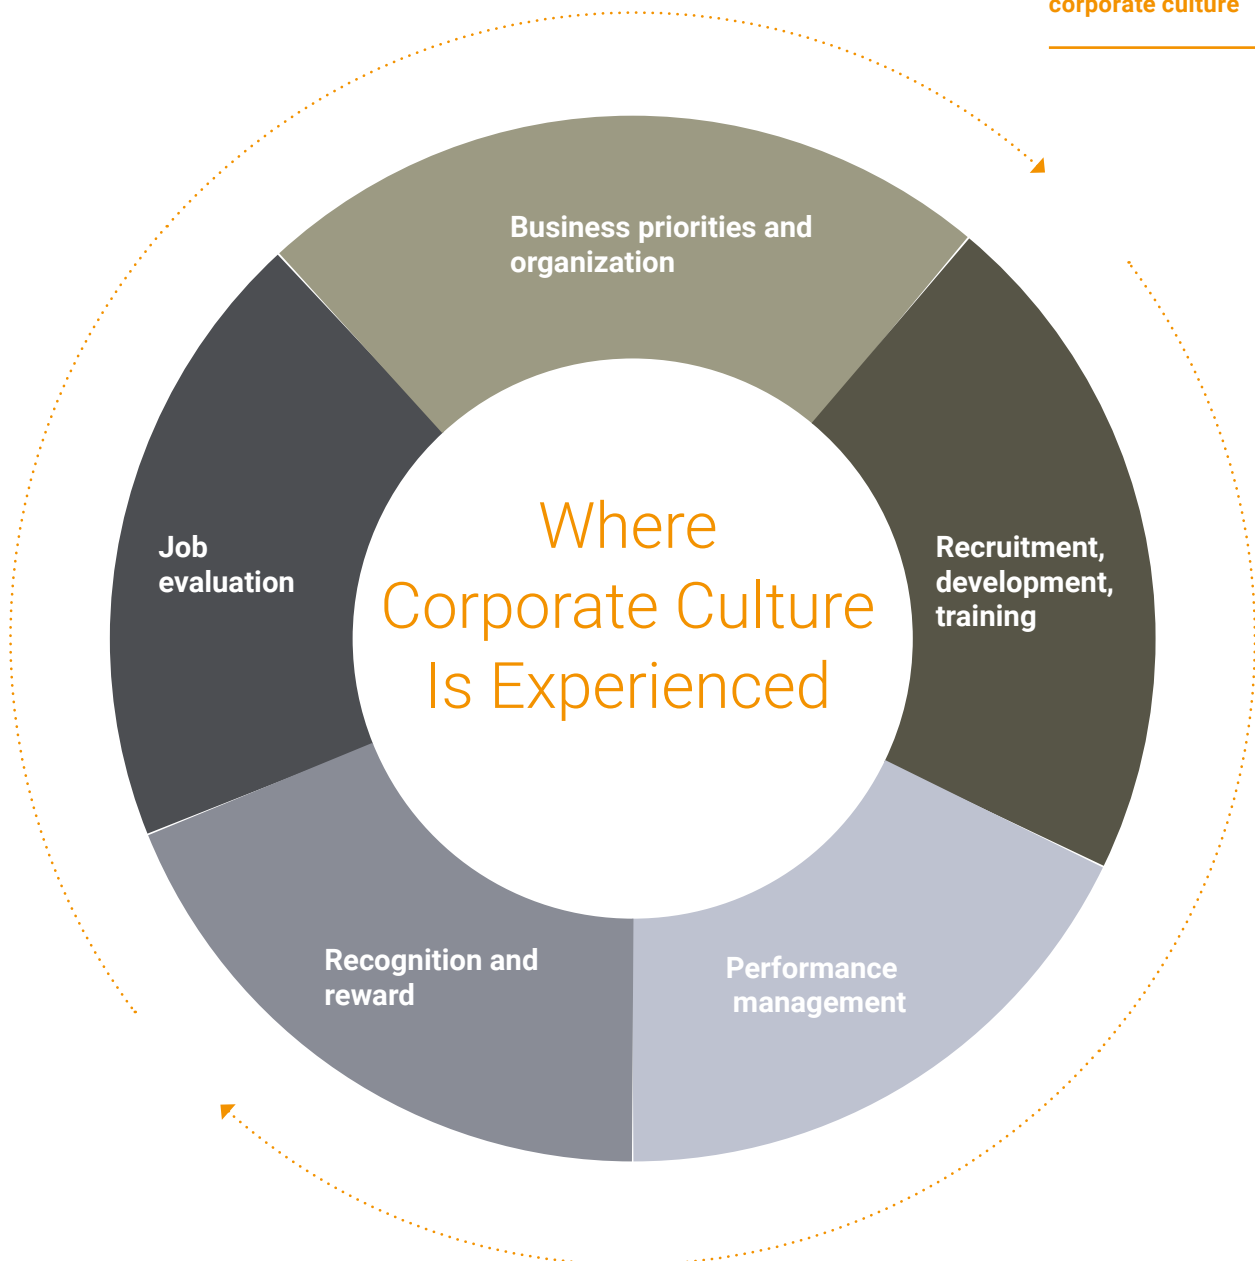 corporate culture
Business priorities and
organization
Job
evaluation
Where
Corporate Culture
Is Experienced
Recruitment,
development,
training
Recognition and
reward
Performance
management